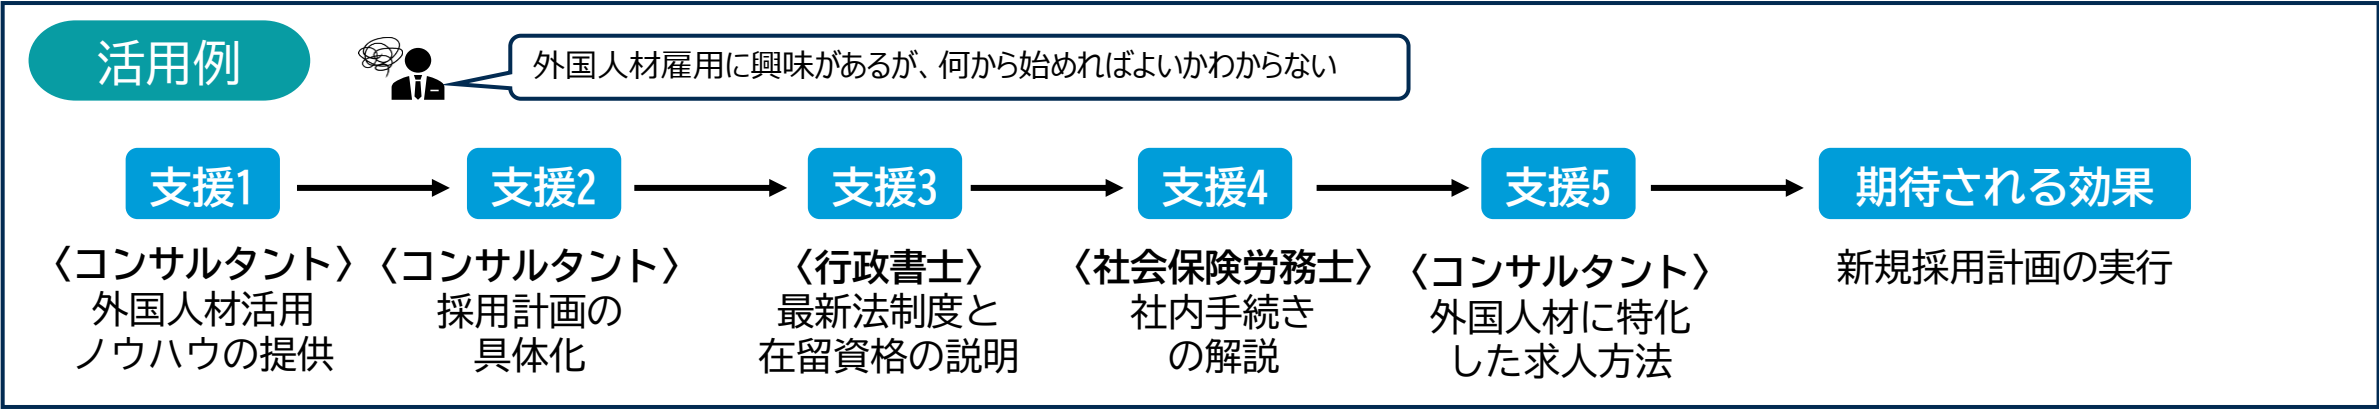 活用例
外国人材雇用に興味があるが、何から始めればよいかわからない
支援1
〈コンサルタント〉
外国人材活用
ノウハウの提供
支援2
〈コンサルタント〉
採用計画の
具体化
支援3
〈行政書士〉
最新法制度と
在留資格の説明
支援4
〈社会保険労務士〉
社内手続き
の解説
支援5
〈コンサルタント〉
外国人材に特化
した求人方法
期待される効果
新規採用計画の実行